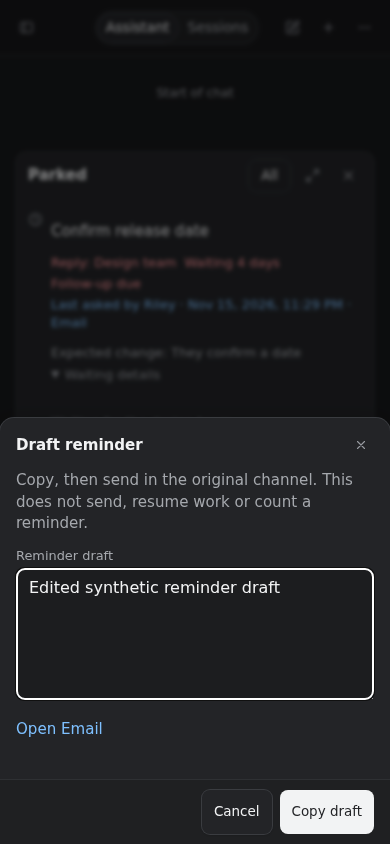 Assistant Sessions
Start of chat
Parked
All
Confirm release date
Reply: Design team Waiting 4 days
Follow-up due
Last asked by Riley · Nov 15, 2026, 11:29 PM ·
Email
Expected change: They confirm a date
▼ Waiting details
Draft reminder
Copy, then send in the original channel. This
does not send, resume work or count a
reminder.
Reminder draft
Edited synthetic reminder draft
Open Email
Cancel Copy draft